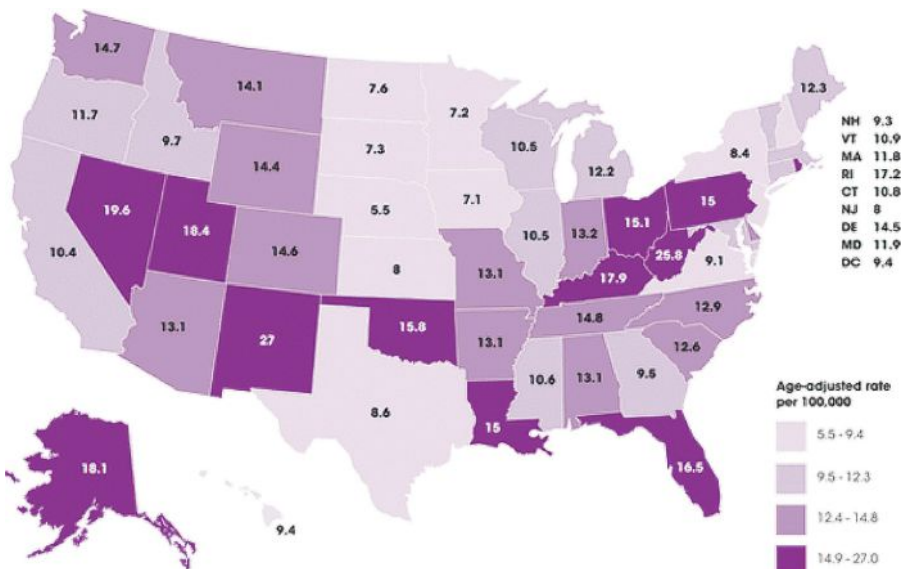 14.7
11.7
9.7
14.1
7.6
7.2
12.3
10.5
12.2
8.4
14.4
7.3
7.1
5.5
19.6
18.4
10.4
14.6
8
10.5
13.2
15.1
15
25.8
9.1
17.9
13.1
13.1
27
15.8
13.1
14.8
12.9
12.6
10.6
13.1
9.5
8.6
15
16.5
18.1
9.4
NH 9.3
VT 10.9
MA 11.8
RI 17.2
CT 10.8
NJ 8
DE 14.5
MD 11.9
DC 9.4
Age-adjusted rate
per 100,000
5.5 - 9.4
9.5 - 12.3
12.4 - 14.8
14.9 - 27.0